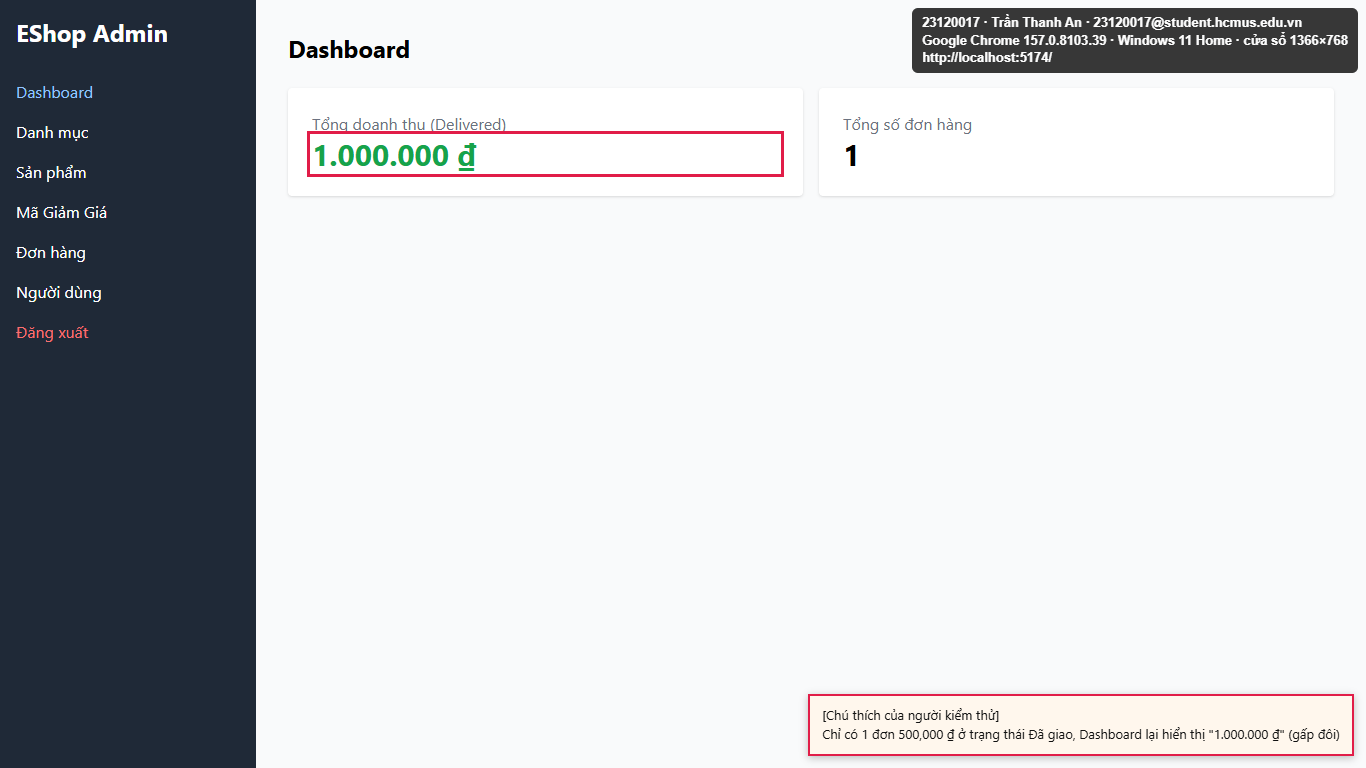 EShop Admin
Dashboard
Danh mục
Sản phẩm
Mã Giảm Giá
Đơn hàng
Người dùng
Đăng xuất
Dashboard
23120017 · Trần Thanh An · 23120017@student.hcmus.edu.vn
Google Chrome 157.0.8103.39 · Windows 11 Home · cửa sổ 1366×768
http://localhost:5174/
Tổng doanh thu (Delivered)
1.000.000 ₫
Tổng số đơn hàng
1
[Chú thích của người kiểm thử]
Chỉ có 1 đơn 500,000 ₫ ở trạng thái Đã giao, Dashboard lại hiển thị "1.000.000 ₫" (gấp đôi)